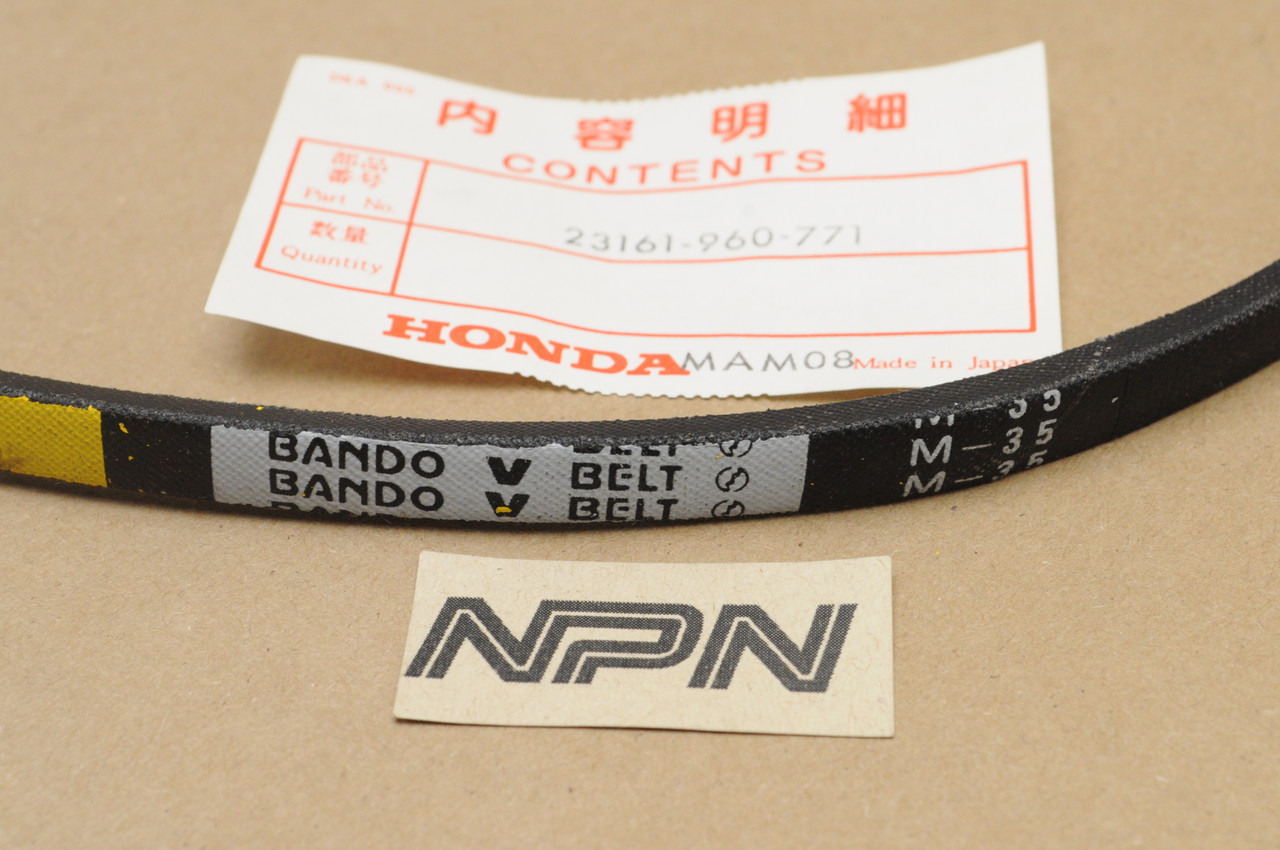 内容明細
CONTENTS
部品
番号
Part No.
23161-960-771
数量
Quantity
HONDA MAM08 Made in Japan
BELT
BANDO V BELT
M-35
BANDO V BELT
M-35
NPN